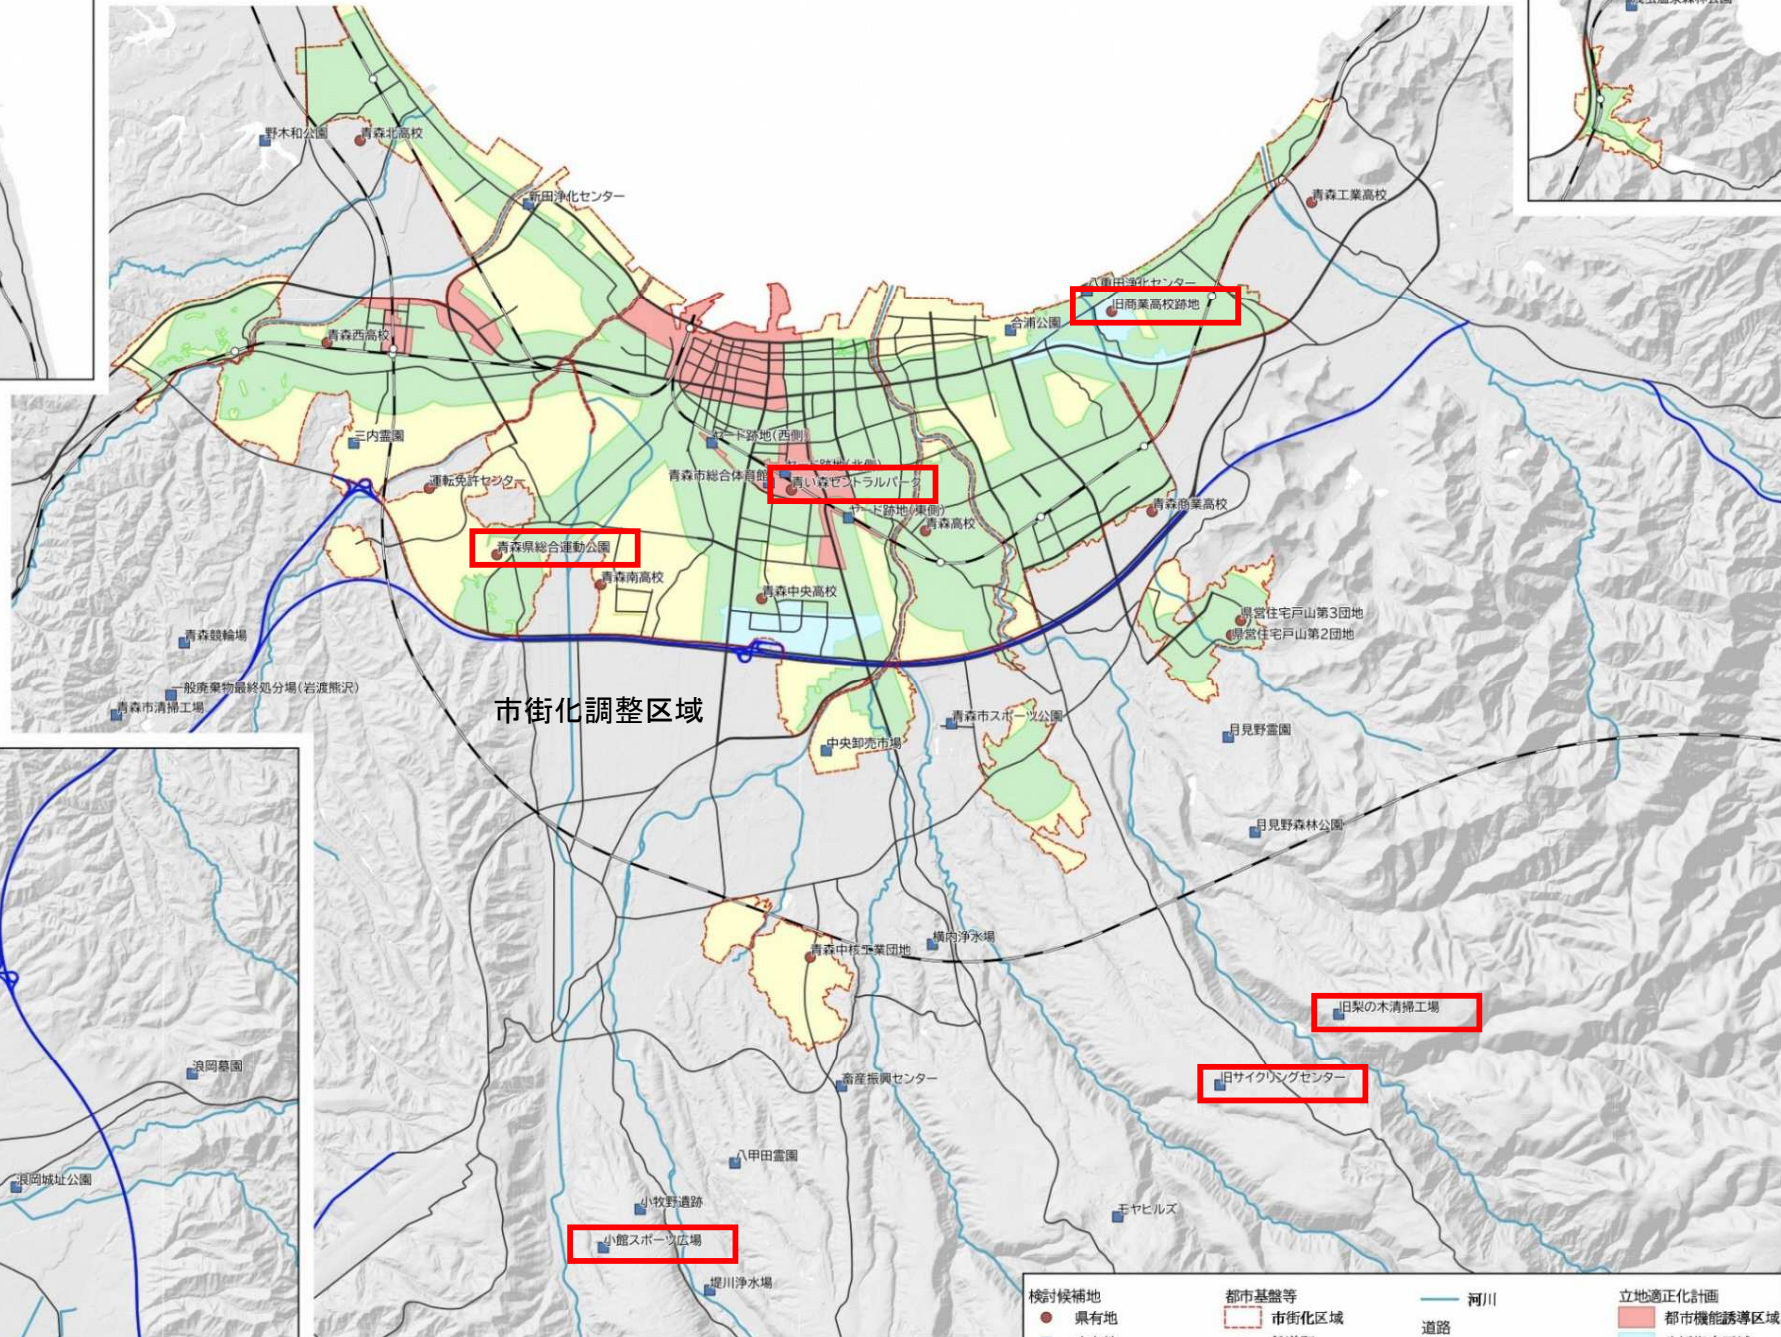 野木和公園
青森北高校
新田浄化センター
青森工業高校
八重田浄化センター
旧商業高校跡地
合浦公園
青森西高校
三内霊園
ヤード跡地(西側)
ヤード跡地(北側)
青森市総合体育館
青い森セントラルパーク
運転免許センター
ヤード跡地(東側)
青森高校
青森商業高校
青森県総合運動公園
青森南高校
青森中央高校
県営住宅戸山第3団地
県営住宅戸山第2団地
青森競輪場
一般廃棄物最終処分場(岩渡熊沢)
青森市清掃工場
市街化調整区域
青森市スポーツ公園
月見野霊園
中央卸売市場
月見野森林公園
横内浄水場
青森中核工業団地
旧梨の木清掃工場
旧サイクリングセンター
浪岡墓園
畜産振興センター
八甲田霊園
浪岡城址公園
小牧野遺跡
モヤヒルズ
小館スポーツ広場
堤川浄水場
検討候補地
県有地
都市基盤等
市街化区域
河川
道路
立地適正化計画
都市機能誘導区域